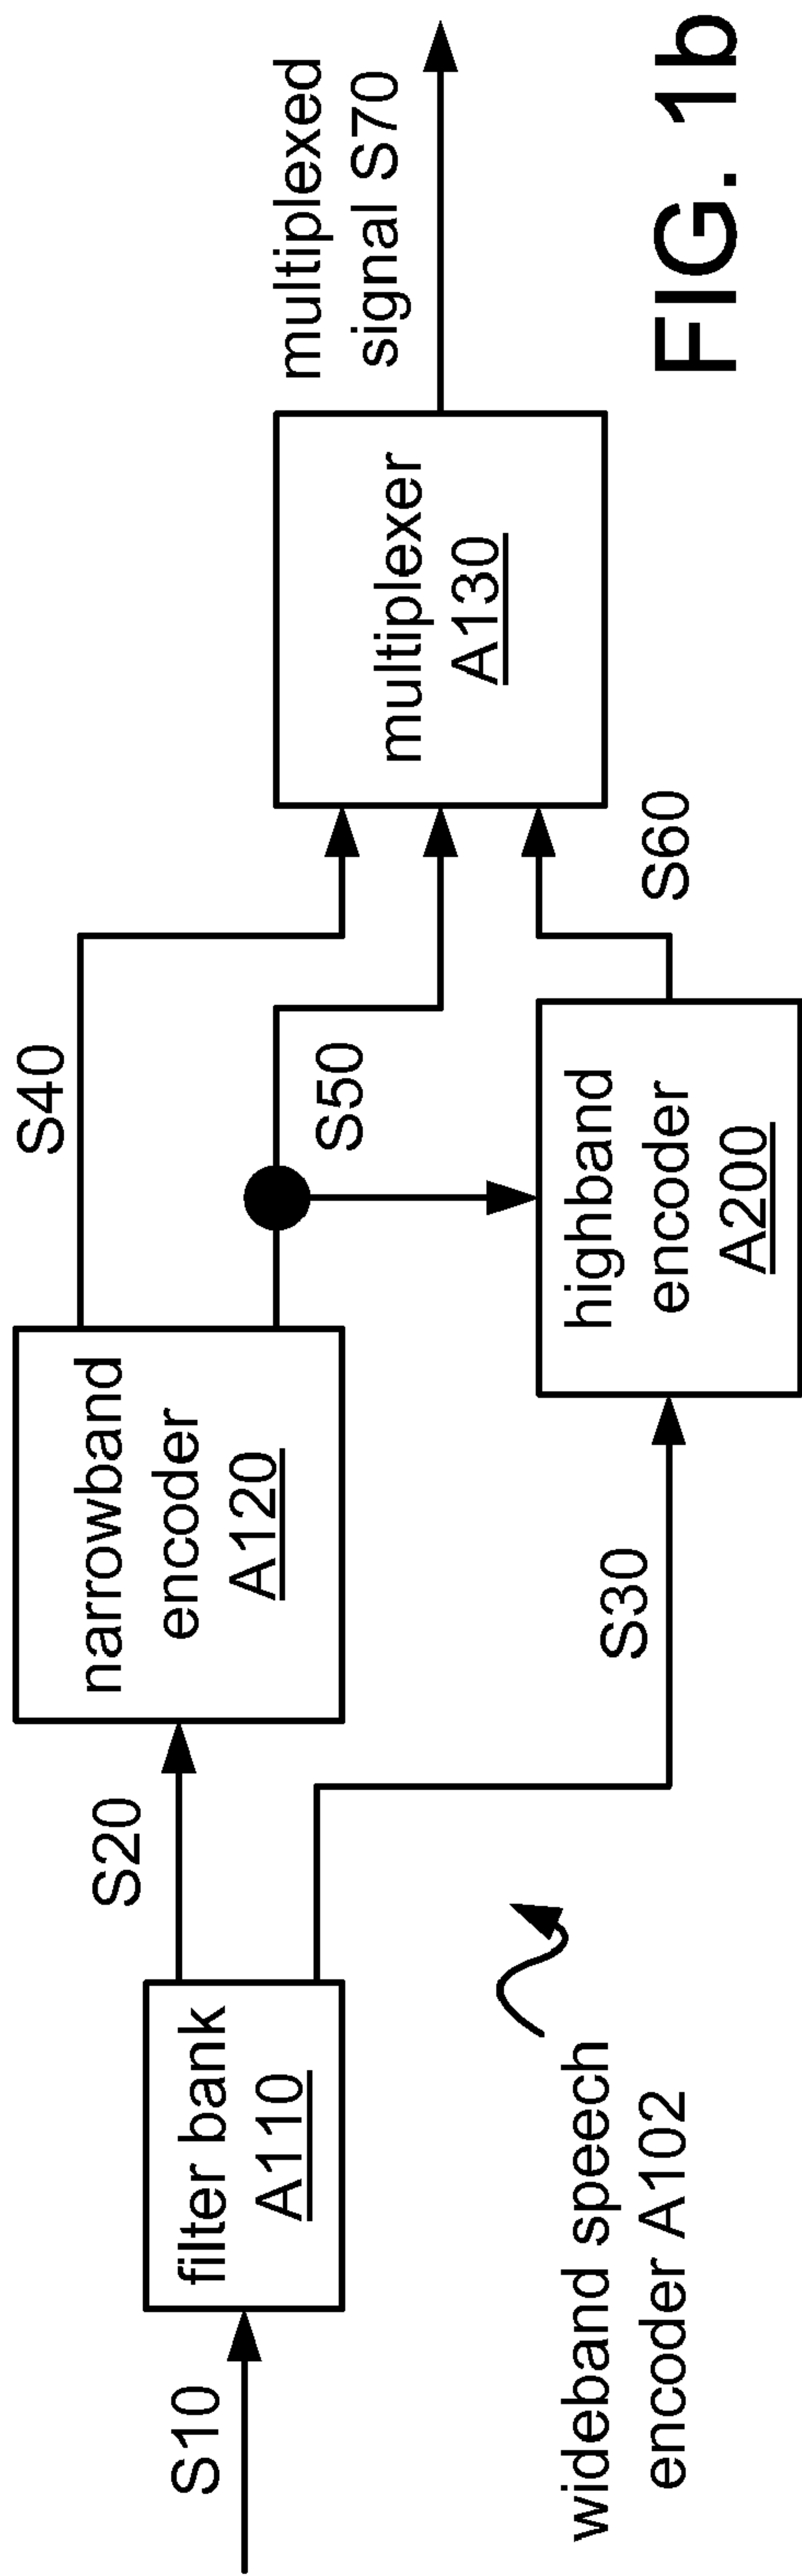 S10
filter bank
A110
S20
narrowband
encoder
A120
S30
S40
S50
highband
encoder
A200
S60
multiplexer
A130
multiplexed
signal S70
wideband speech
encoder A102
FIG. 1b